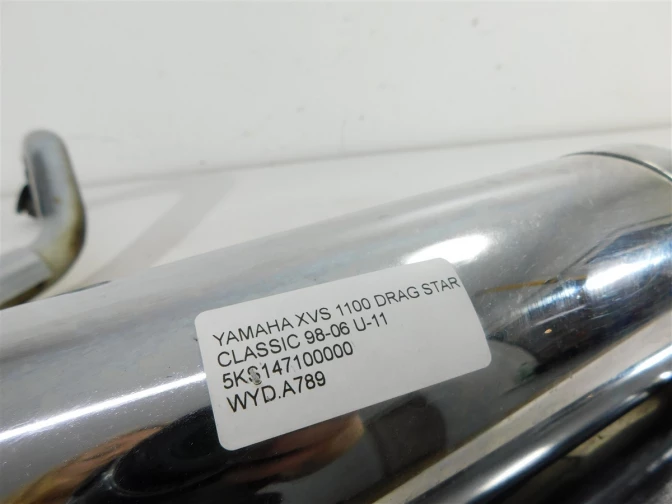 YAMAHA XVS 1100 DRAG STAR
CLASSIC 98-06 U-11
5KS147100000
WYD.A789